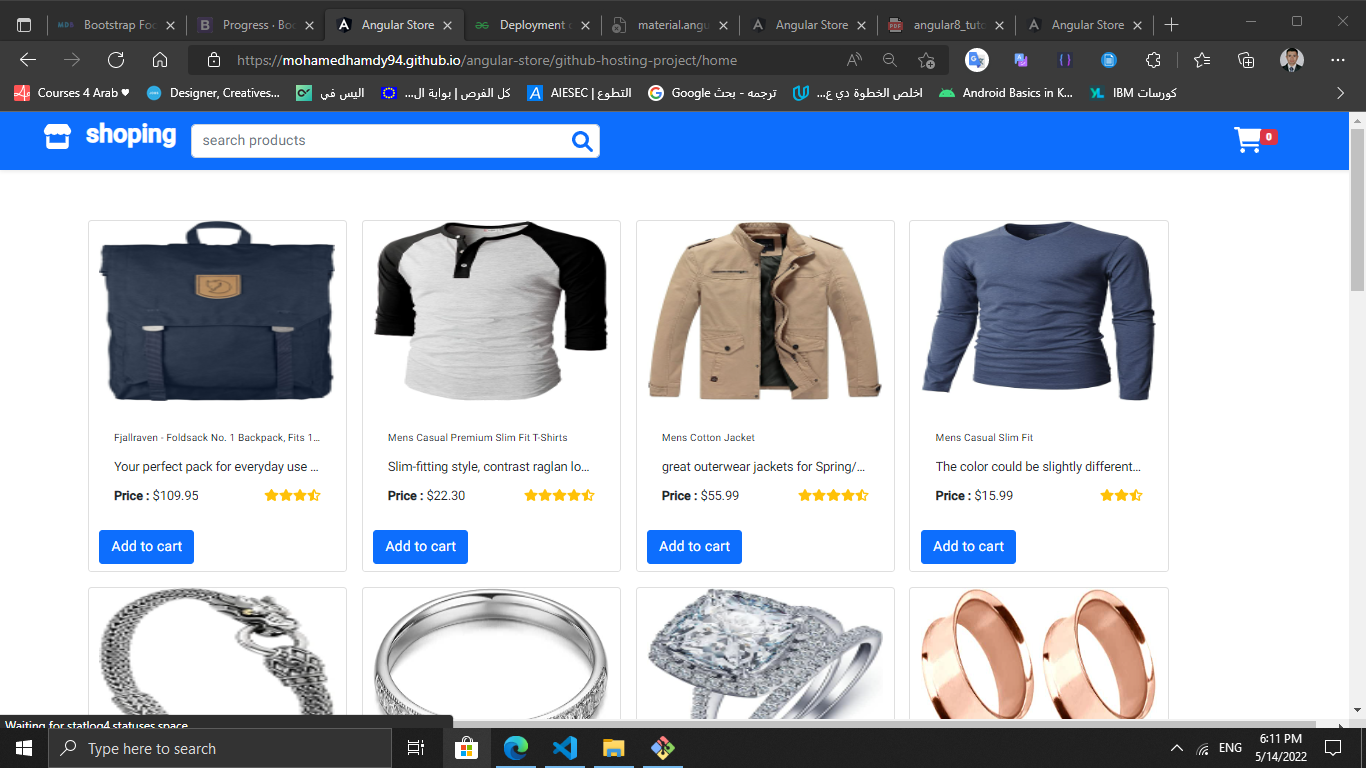 Bootstrap Foo
Progress · Boo
Angular Store
Deployment o
material.angu
Angular Store
angular8_tuto
Angular Store
https://mohamedhamdy94.github.io/angular-store/github-hosting-project/home
Courses 4 Arab ♥
Designer, Creatives...
اليس في
كل الفرص | بوابة ال...
AIESEC | التطوع
ترجمه - بحث Google
اخلص الخطوة دي ع...
Android Basics in K...
كورسات IBM
shoping
search products
0
Fjallraven - Foldsack No. 1 Backpack, Fits 1...
Mens Casual Premium Slim Fit T-Shirts
Mens Cotton Jacket
Mens Casual Slim Fit
Your perfect pack for everyday use ...
Slim-fitting style, contrast raglan lo...
great outerwear jackets for Spring/...
The color could be slightly different...
Price : $109.95
Price : $22.30
Price : $55.99
Price : $15.99
Add to cart
Add to cart
Add to cart
Add to cart
Waiting for statlog4.statuses.space...
Type here to search
ENG
6:11 PM
5/14/2022